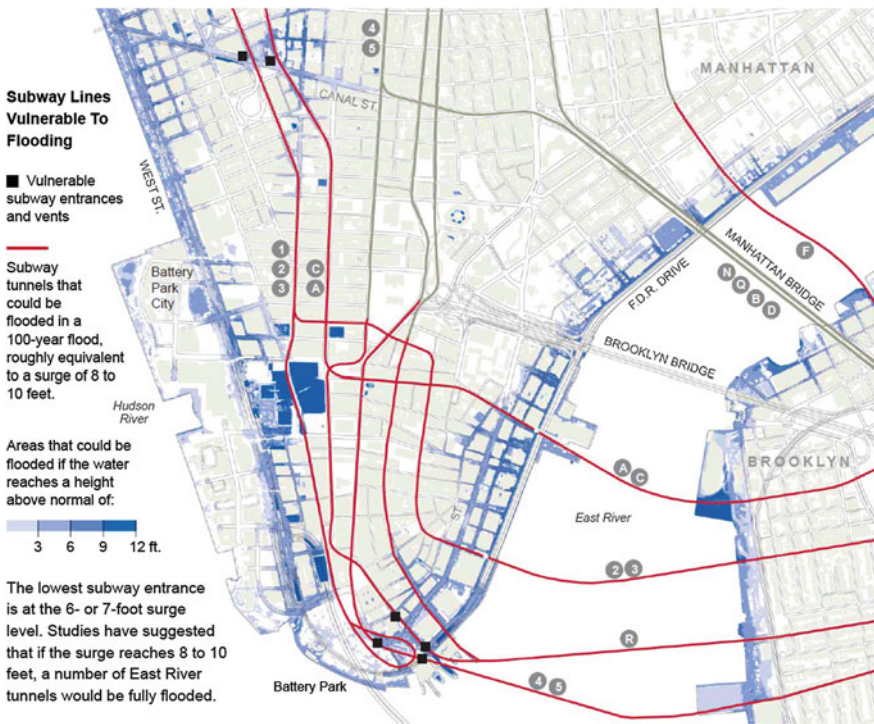 Subway Lines
Vulnerable To
Flooding
Vulnerable
subway entrances
and vents
Subway
tunnels that
could be
flooded in a
100-year flood,
roughly equivalent
to a surge of 8 to
10 feet.
Areas that could be
flooded if the water
reaches a height
above normal of:
3 6 9 12 ft.
The lowest subway entrance
is at the 6- or 7-foot surge
level. Studies have suggested
that if the surge reaches 8 to 10
feet, a number of East River
tunnels would be fully flooded.
4
5
MANHATTAN
CANAL ST.
WEST ST.
1
2
3
C
A
Battery
Park
City
F
MANHATTAN BRIDGE
N Q B D
F.D.R. DRIVE
BROOKLYN BRIDGE
Hudson
River
BROOKLYN
A C
ST.
East River
2 3
R
4 5
Battery Park